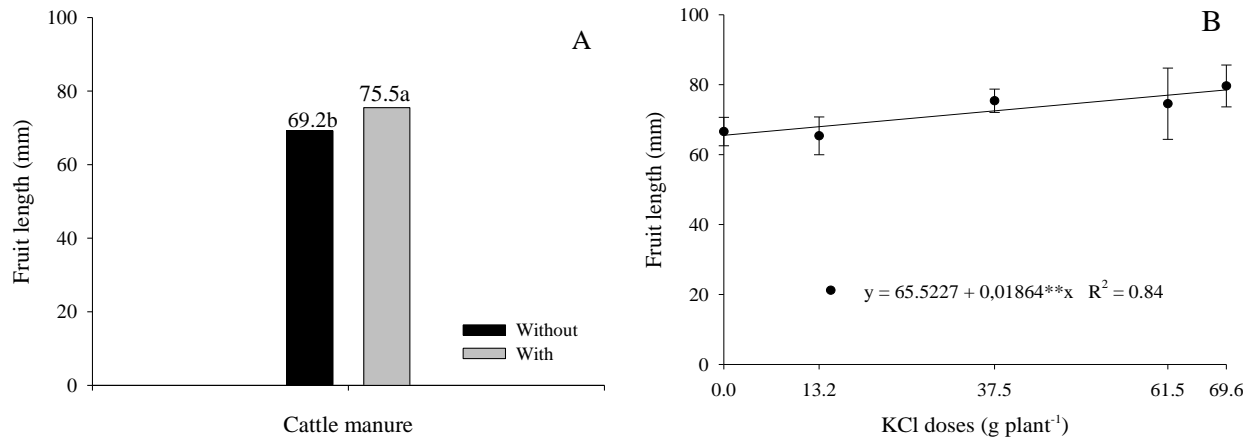 A
100
80
60
40
20
0
Fruit length (mm)
69.2b
75.5a
Without
With
Cattle manure
B
100
80
60
40
20
0
Fruit length (mm)
y = 65.5227 + 0,01864**x R² = 0.84
0.0 13.2 37.5 61.5 69.6
KCl doses (g plant⁻¹)